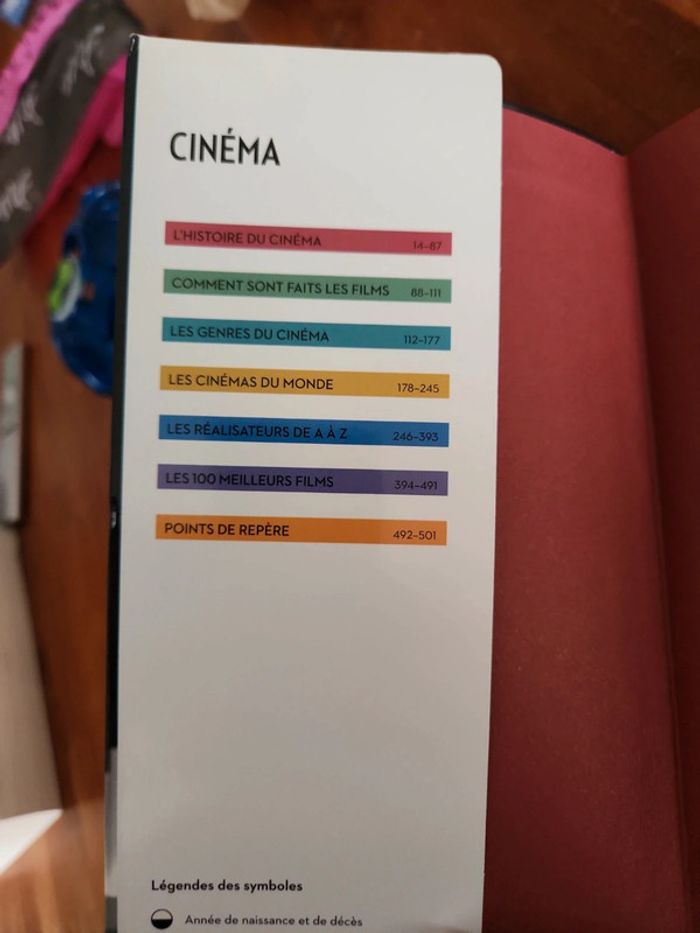 CINÉMA
L'HISTOIRE DU CINÉMA 14–87
COMMENT SONT FAITS LES FILMS 88–111
LES GENRES DU CINÉMA 112–177
LES CINÉMAS DU MONDE 178–245
LES RÉALISATEURS DE A À Z 246–393
LES 100 MEILLEURS FILMS 394–491
POINTS DE REPÈRE 492–501
Légendes des symboles
Année de naissance et de décès